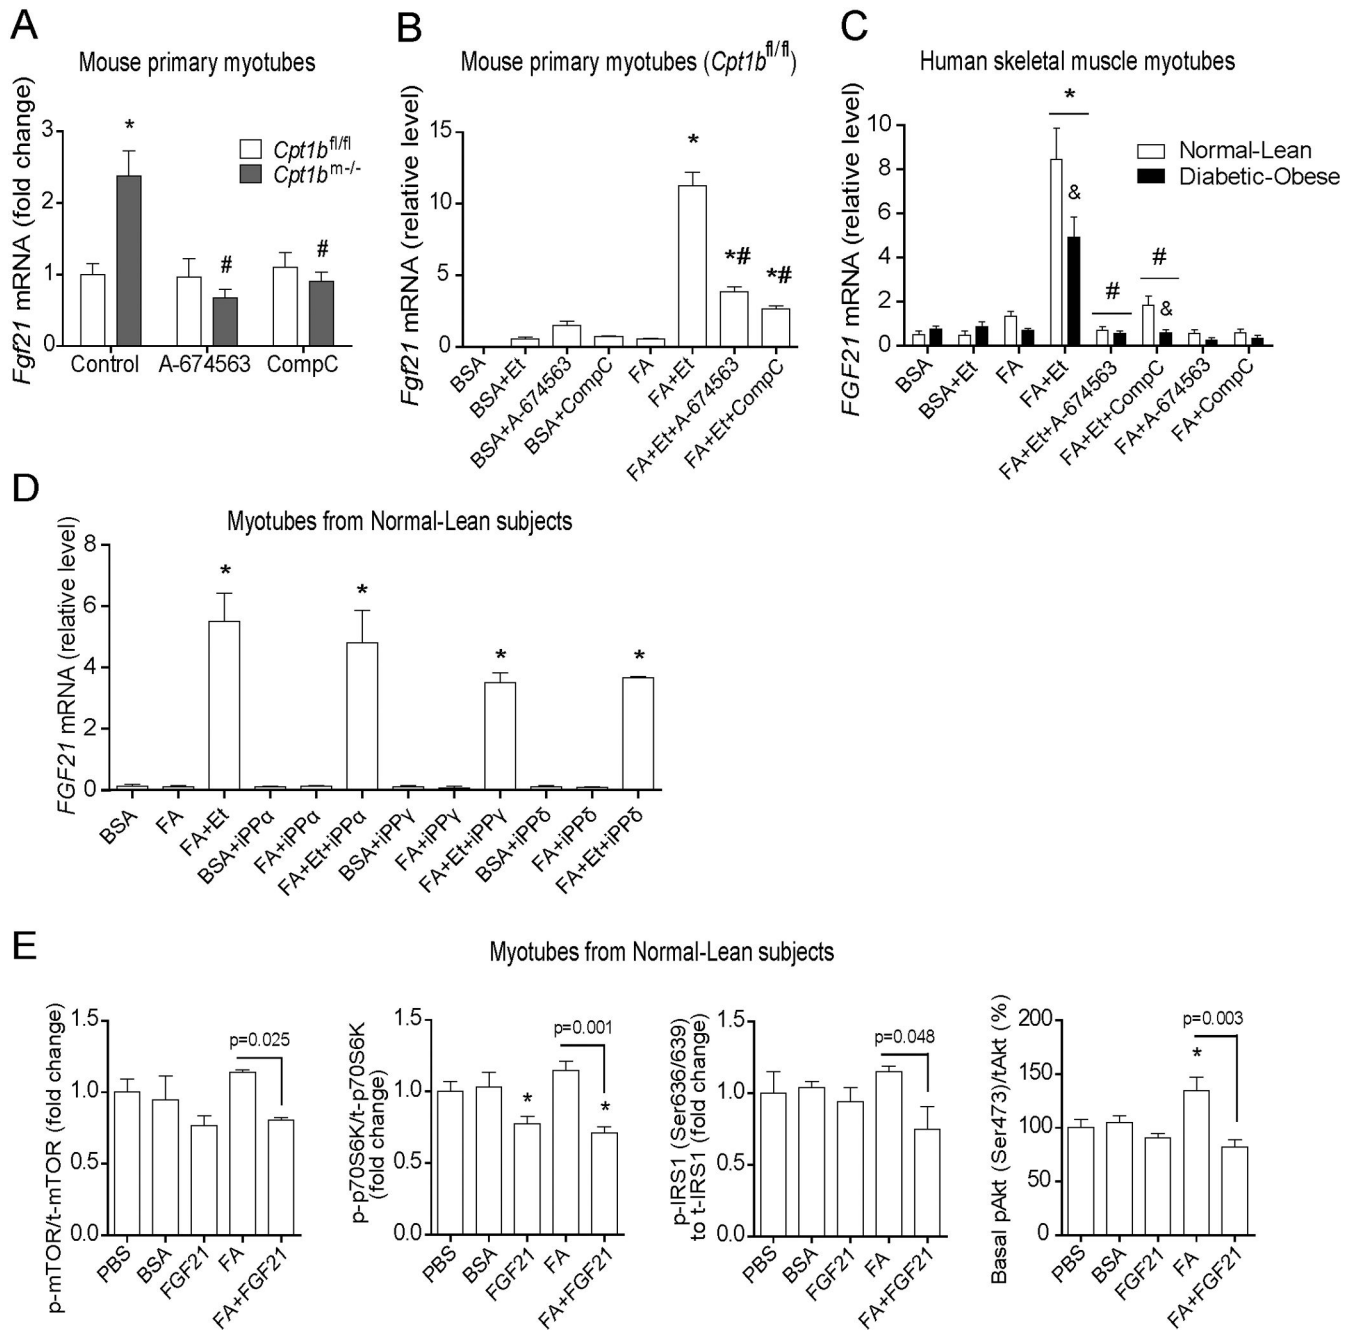 A
Mouse primary myotubes
Fgf21 mRNA (fold change)
3
2
1
0
*
#
#
Cpt1b fl/fl
Cpt1b m-/-
Control
A-674563
CompC
B
Mouse primary myotubes (Cpt1b fl/fl)
Fgf21 mRNA (relative level)
15
10
5
0
*
*#
*#
BSA
BSA+Et
BSA+A-674563
BSA+CompC
FA
FA+Et
FA+Et+A-674563
FA+Et+CompC
C
Human skeletal muscle myotubes
FGF21 mRNA (relative level)
10
8
6
4
2
0
*
&
#
#
&
Normal-Lean
Diabetic-Obese
BSA
BSA+Et
FA
FA+Et
FA+Et+A-674563
FA+Et+CompC
FA+A-674563
FA+CompC
D
Myotubes from Normal-Lean subjects
FGF21 mRNA (relative level)
8
6
4
2
0
*
*
*
*
BSA
FA
FA+Et
BSA+iPPα
FA+iPPα
FA+Et+iPPα
BSA+iPPγ
FA+iPPγ
FA+Et+iPPγ
BSA+iPPδ
FA+iPPδ
FA+Et+iPPδ
E
Myotubes from Normal-Lean subjects
p-mTOR/t-mTOR (fold change)
1.5
1.0
0.5
0.0
p=0.025
PBS
BSA
FGF21
FA
FA+FGF21
p-p70S6K/t-p70S6K
(fold change)
1.5
1.0
0.5
0.0
p=0.001
*
*
PBS
BSA
FGF21
FA
FA+FGF21
p-IRS1 (Ser636/639)
to t-IRS1 (fold change)
1.5
1.0
0.5
0.0
p=0.048
PBS
BSA
FGF21
FA
FA+FGF21
Basal pAkt (Ser473)/tAkt (%)
200
150
100
50
0
p=0.003
*
PBS
BSA
FGF21
FA
FA+FGF21